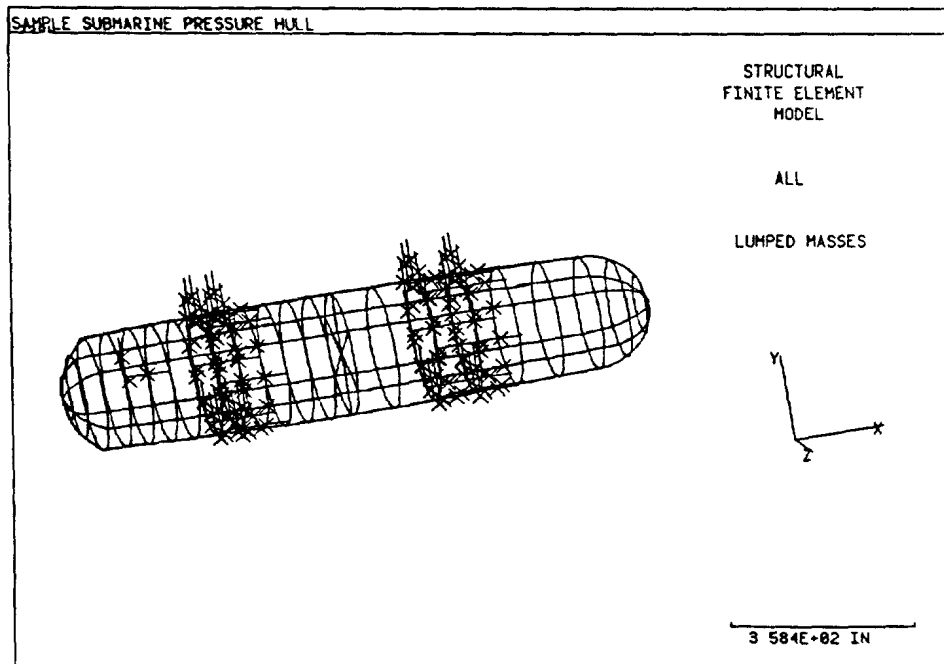 SAMPLE SUBMARINE PRESSURE HULL
STRUCTURAL
FINITE ELEMENT
MODEL
ALL
LUMPED MASSES
Y
X
Z
3 584E+02 IN